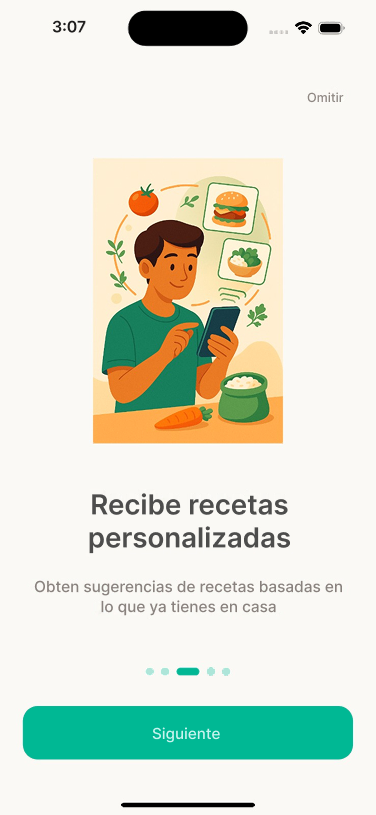 3:07
Omitir
Recibe recetas
personalizadas
Obten sugerencias de recetas basadas en
lo que ya tienes en casa
Siguiente